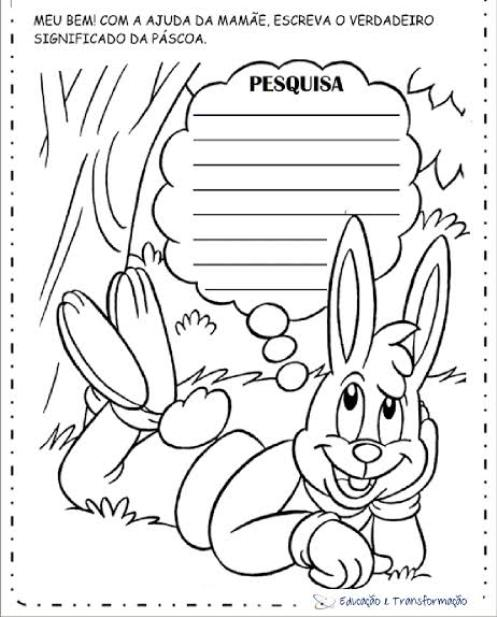 MEU BEM! COM A AJUDA DA MAMÃE, ESCREVA O VERDADEIRO
SIGNIFICADO DA PÁSCOA.
PESQUISA
Educação e Transformação